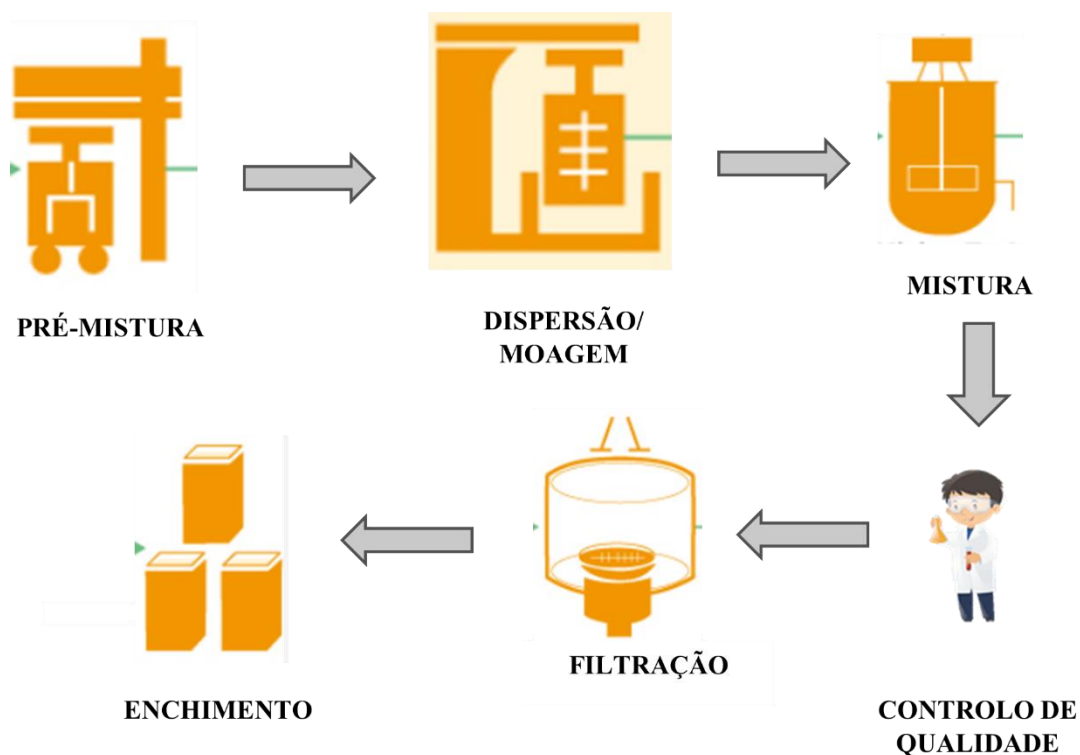 PRÉ-MISTURA
DISPERSÃO/
MOAGEM
MISTURA
CONTROLO DE
QUALIDADE
FILTRAÇÃO
ENCHIMENTO